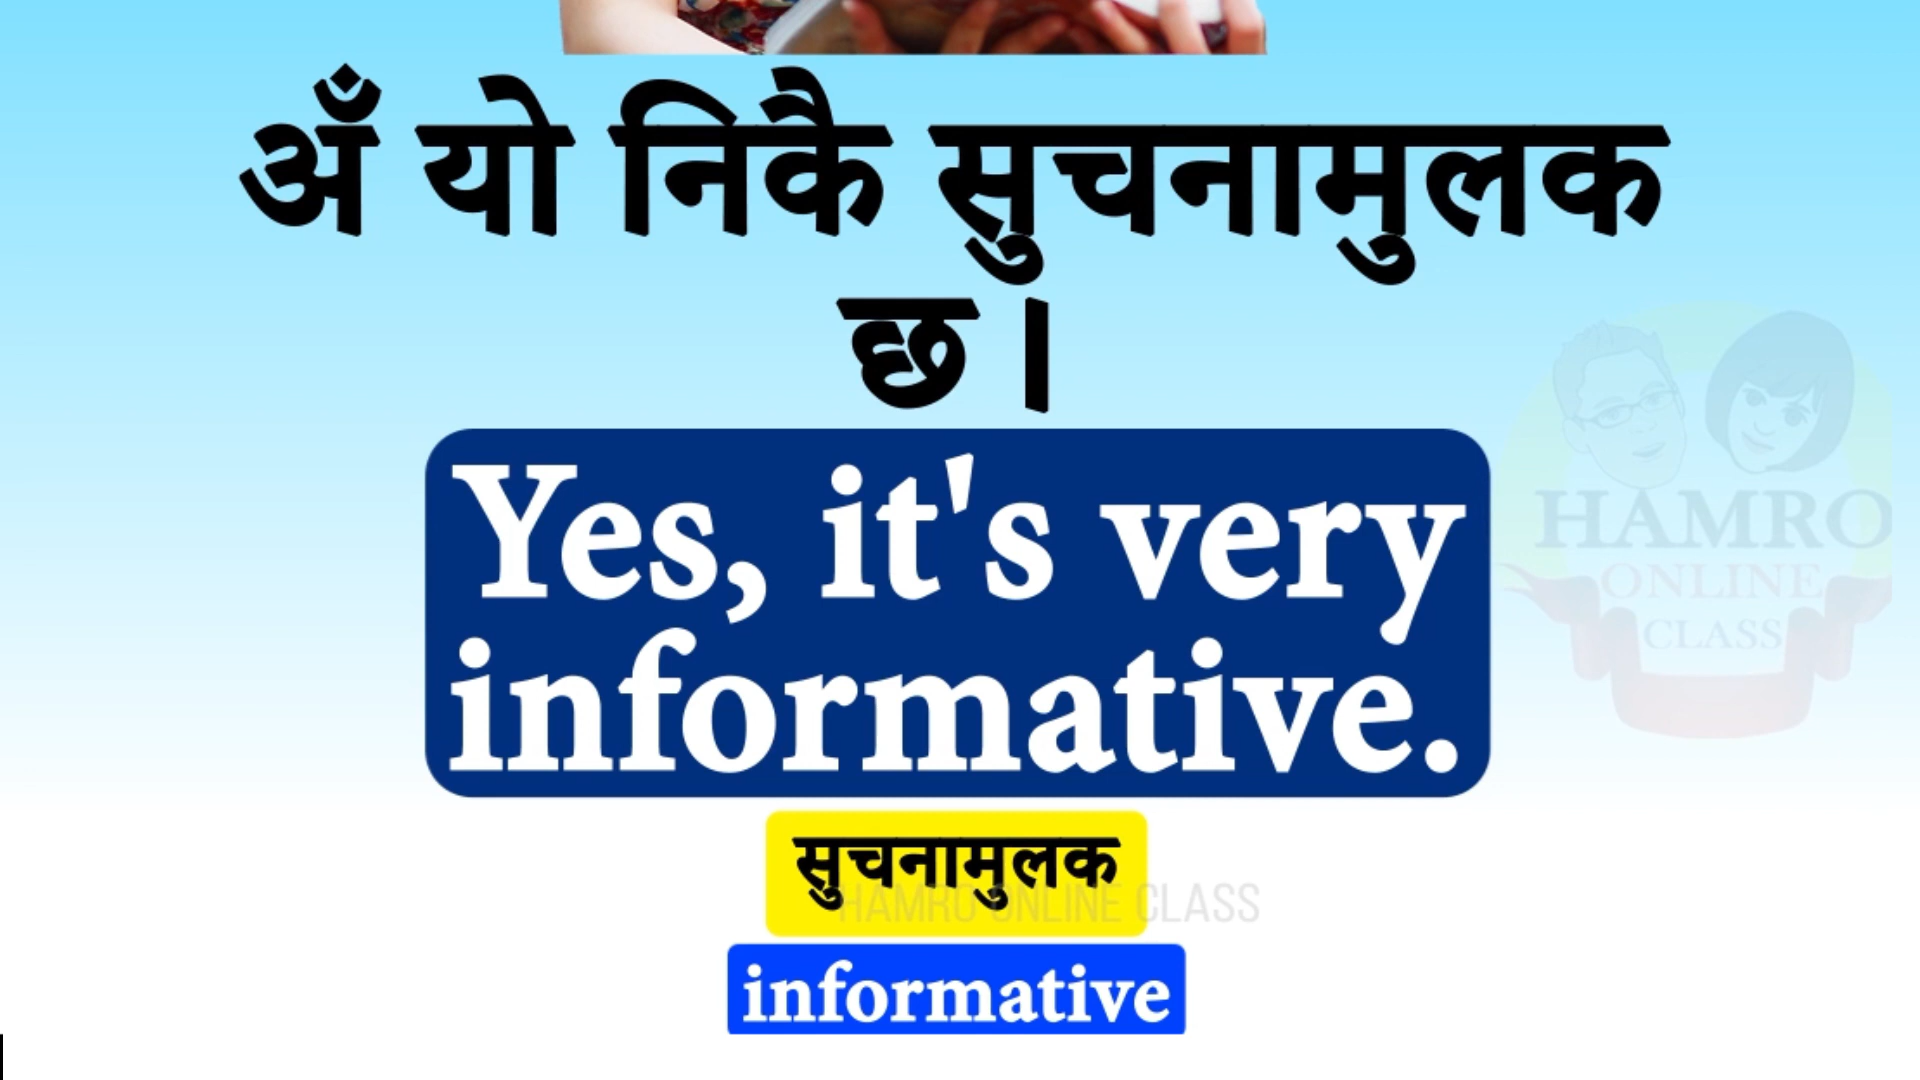 अँ यो निकै सुचनामुलक
छ ।
Yes, it's very
informative.
HAMRO
ONLINE
CLASS
सुचनामुलक
HAMRO ONLINE CLASS
informative